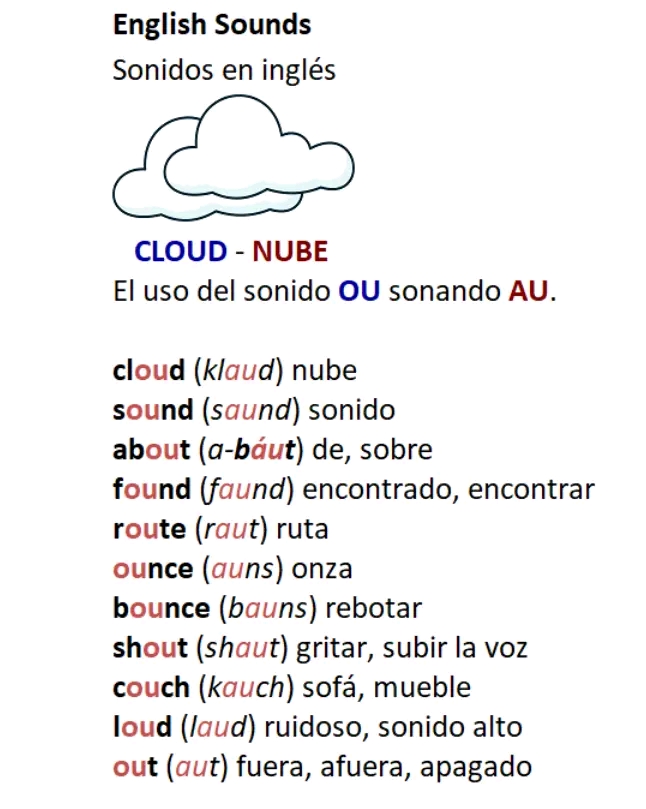 English Sounds
Sonidos en inglés
CLOUD - NUBE
El uso del sonido OU sonando AU.
cloud (klaud) nube
sound (saund) sonido
about (a-báut) de, sobre
found (faund) encontrado, encontrar
route (raut) ruta
ounce (auns) onza
bounce (bauns) rebotar
shout (shaut) gritar, subir la voz
couch (kauch) sofá, mueble
loud (laud) ruidoso, sonido alto
out (aut) fuera, afuera, apagado